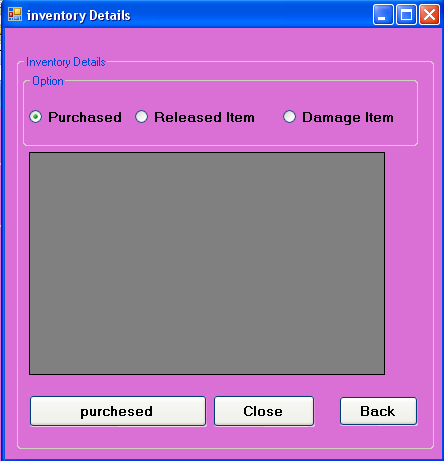 inventory Details
Inventory Details
Option
Purchased Released Item Damage Item
purchesed Close Back